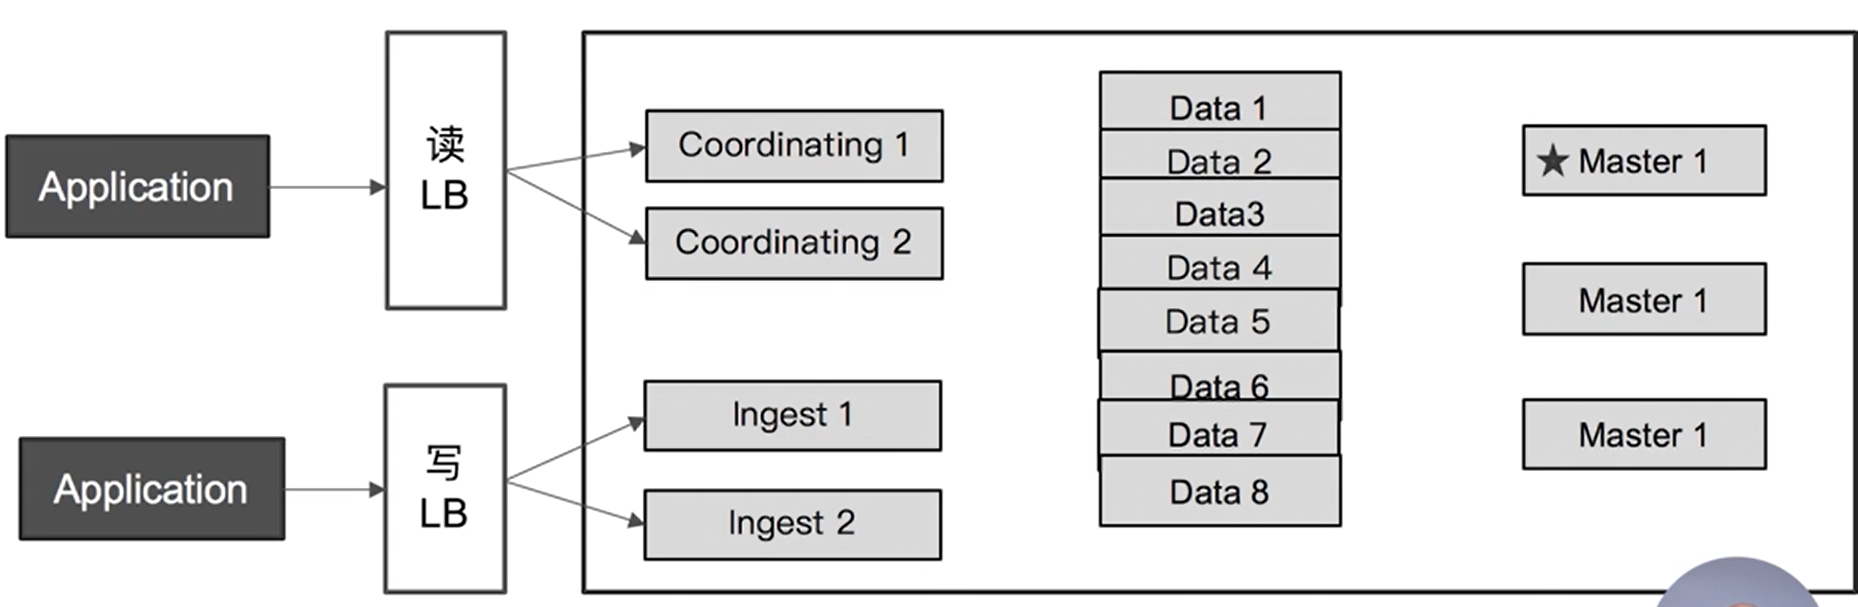 Application
读
LB
Coordinating 1
Coordinating 2
Application
写
LB
Ingest 1
Ingest 2
Data 1
Data 2
Data3
Data 4
Data 5
Data 6
Data 7
Data 8
★ Master 1
Master 1
Master 1